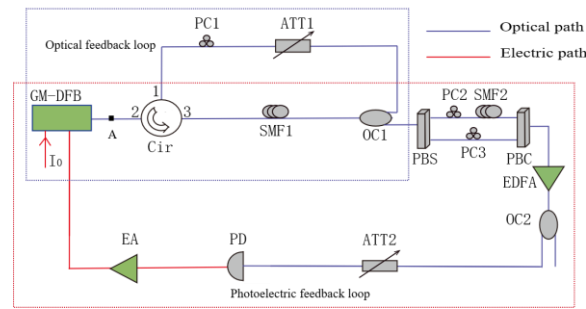 PC1
ATT1
Optical path
Electric path
Optical feedback loop
GM-DFB
1
2
3
A
Cir
SMF1
OC1
PC2
SMF2
PC3
PBS
PBC
I₀
EDFA
OC2
EA
PD
ATT2
Photoelectric feedback loop